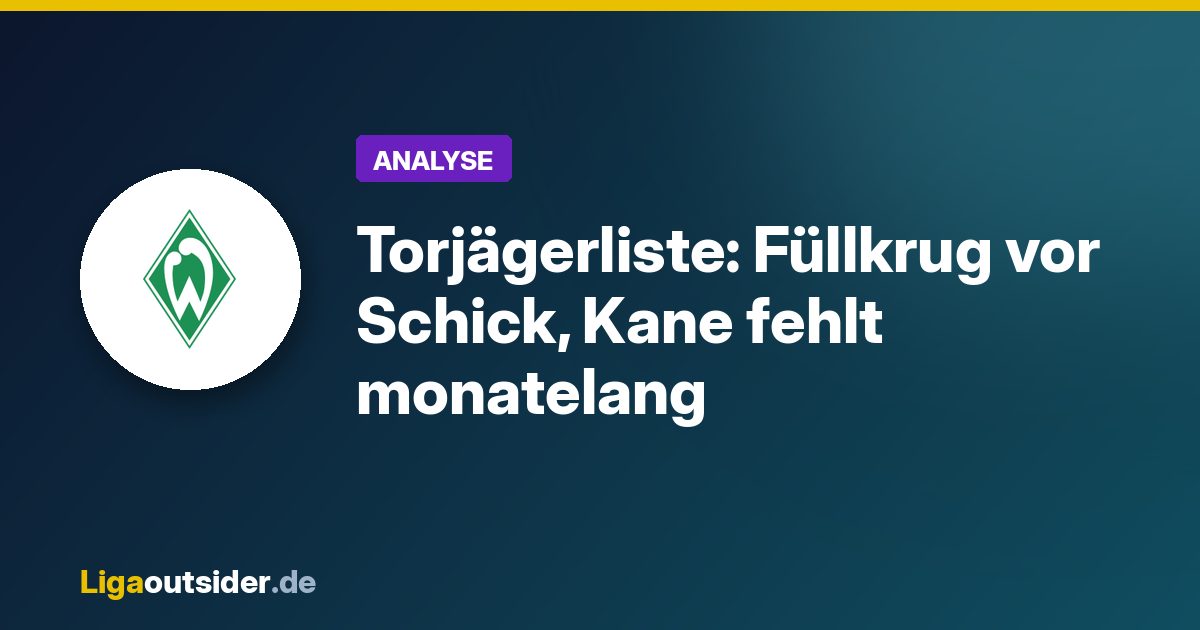 ANALYSE
Torjägerliste: Füllkrug vor
Schick, Kane fehlt
monatelang
Ligaoutsider.de